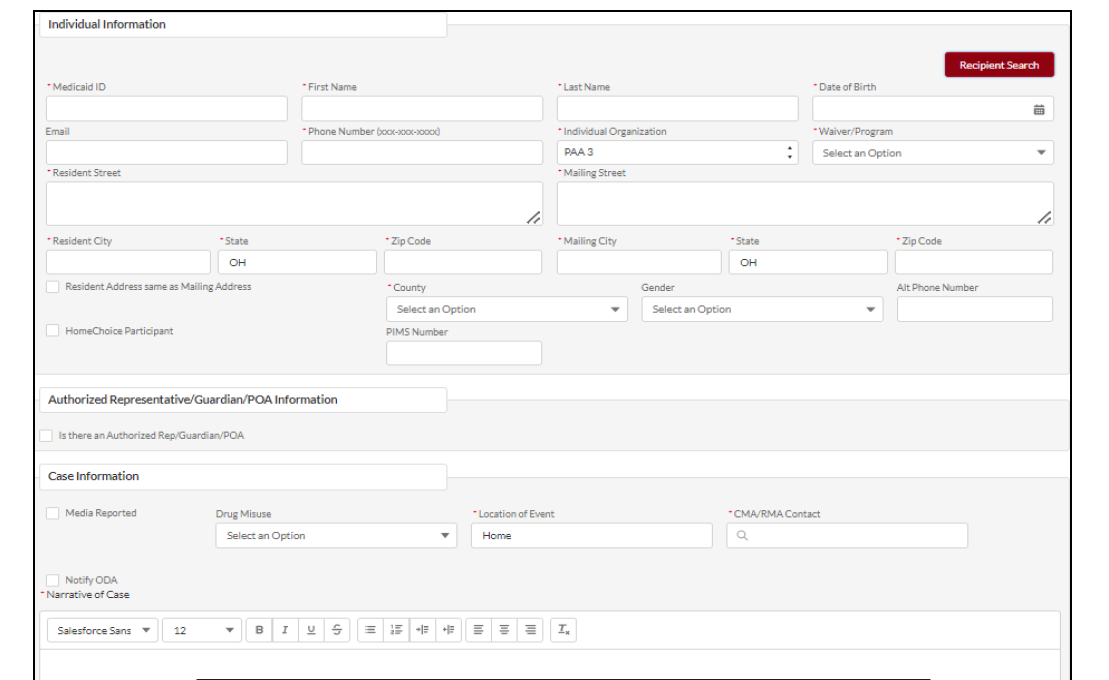 Individual Information
Recipient Search
*Medicaid ID *First Name *Last Name *Date of Birth
Email *Phone Number (xxx-xxx-xxxx) *Individual Organization *Waiver/Program
PAA 3 Select an Option
*Resident Street *Mailing Street
*Resident City *State *Zip Code *Mailing City *State *Zip Code
OH OH
Resident Address same as Mailing Address *County Gender Alt Phone Number
Select an Option Select an Option
HomeChoice Participant PIMS Number
Authorized Representative/Guardian/POA Information
Is there an Authorized Rep/Guardian/POA
Case Information
Media Reported Drug Misuse *Location of Event *CMA/RMA Contact
Select an Option Home
Notify ODA
*Narrative of Case
Salesforce Sans 12 B I U S